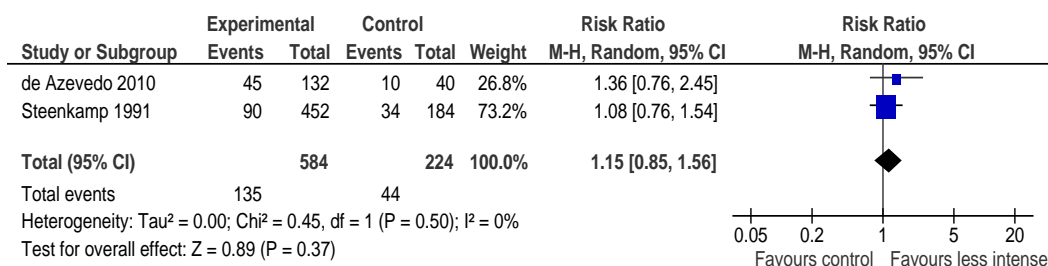 Experimental Control Risk Ratio Risk Ratio
Study or Subgroup Events Total Events Total Weight M-H, Random, 95% CI M-H, Random, 95% CI
de Azevedo 2010 45 132 10 40 26.8% 1.36 [0.76, 2.45]
Steenkamp 1991 90 452 34 184 73.2% 1.08 [0.76, 1.54]
Total (95% CI) 584 224 100.0% 1.15 [0.85, 1.56]
Total events 135 44
Heterogeneity: Tau² = 0.00; Chi² = 0.45, df = 1 (P = 0.50); I² = 0%
Test for overall effect: Z = 0.89 (P = 0.37)
0.05 0.2 1 5 20
Favours control Favours less intense